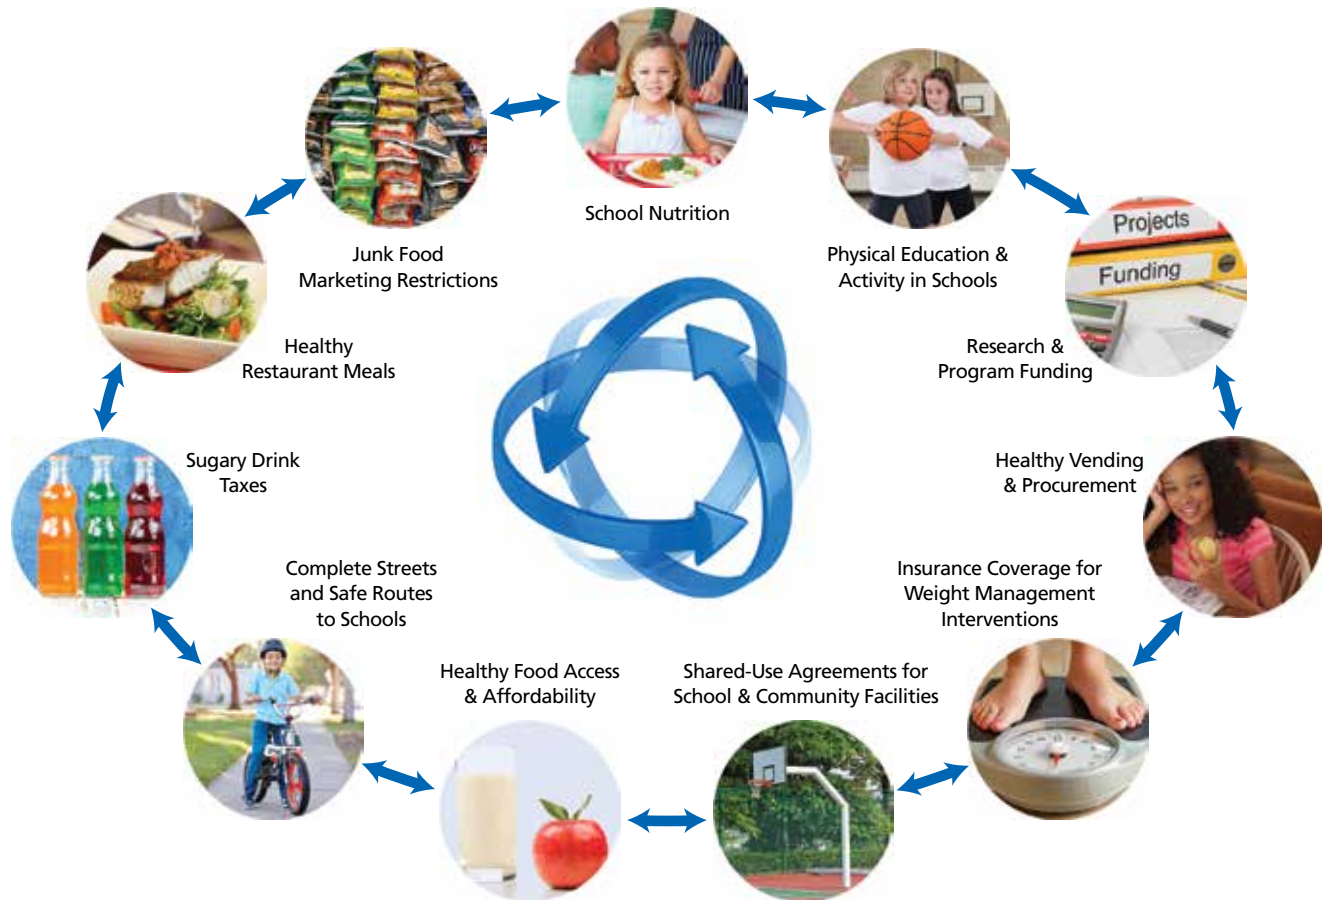 School Nutrition
Physical Education &
Activity in Schools
Projects
Funding
Research &
Program Funding
Healthy Vending
& Procurement
Insurance Coverage for
Weight Management
Interventions
Shared-Use Agreements for
School & Community Facilities
Healthy Food Access
& Affordability
Complete Streets
and Safe Routes
to Schools
Sugary Drink
Taxes
Healthy
Restaurant Meals
Junk Food
Marketing Restrictions